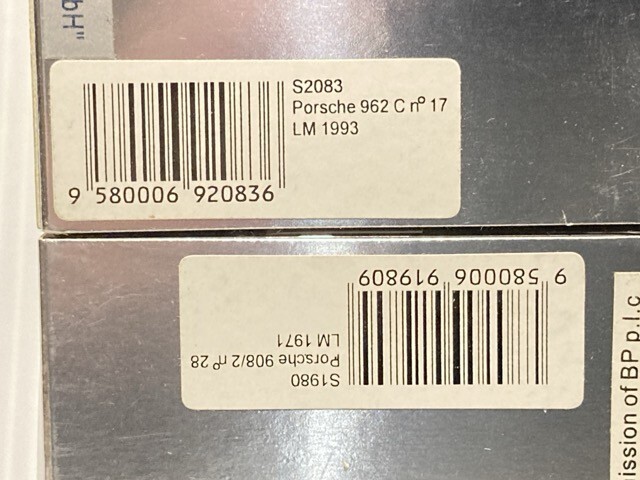 "Hq
S2083
Porsche 962 C nº 17
LM 1993
9 580006 920836
S1980
Porsche 908/2 nº 28
LM 1971
9 580006 919809
ission of BP p.l.c